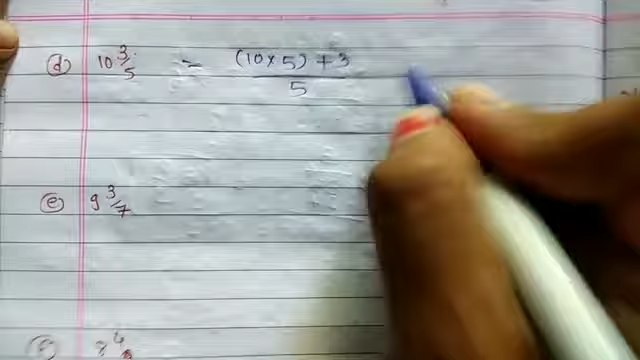 (d) 10 3/5 = (10×5)+3 / 5
(e) 9 3/7